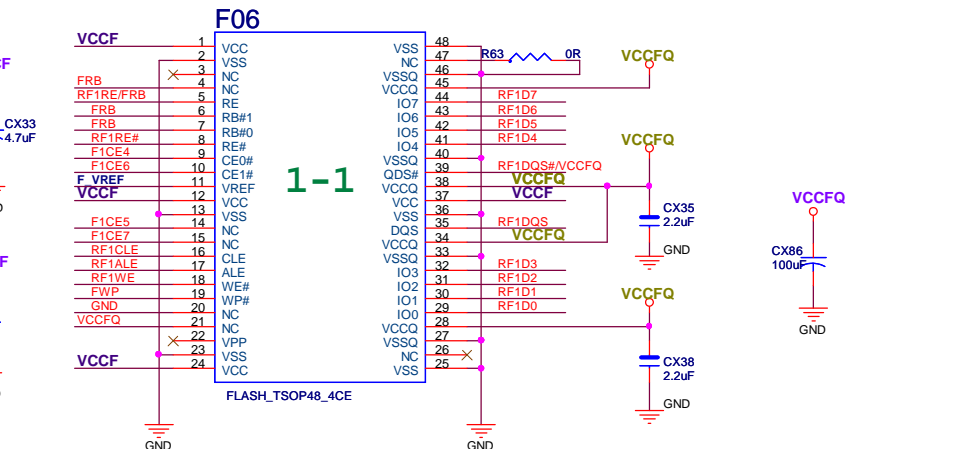 F06
VCCF 1 VCC VSS 48
2 VSS NC 47 R63 0R VCCFQ
F 3 NC VSSQ 46
FRB 4 NC VCCQ 45
RF1RE/FRB 5 RE IO7 44 RF1D7
FRB 6 RB#1 IO6 43 RF1D6
FRB 7 RB#0 IO5 42 RF1D5
RF1RE# 8 RE# IO4 41 RF1D4
F1CE4 9 CE0# VSSQ 40 VCCFQ
F1CE6 10 CE1# QDS# 39 RF1DQS#/VCCFQ
F_VREF 11 VREF VCCQ 38 VCCFQ
VCCF 12 VCC VCC 37 VCCF
13 VSS VSS 36
F1CE5 14 NC DQS 35 RF1DQS
F1CE7 15 NC VCCQ 34 VCCFQ
RF1CLE 16 CLE VSSQ 33
RF1ALE 17 ALE IO3 32 RF1D3
RF1WE 18 WE# IO2 31 RF1D2
FWP 19 WP# IO1 30 RF1D1
GND 20 NC IO0 29 RF1D0
VCCFQ 21 NC VCCQ 28
22 VPP VSSQ 27
23 VSS NC 26
VCCF 24 VCC VSS 25
1-1
FLASH_TSOP48_4CE
GND
GND
_CX33
4.7uF
F
CX35
2.2uF
GND
VCCFQ
CX38
2.2uF
GND
VCCFQ
CX86
100uF
GND